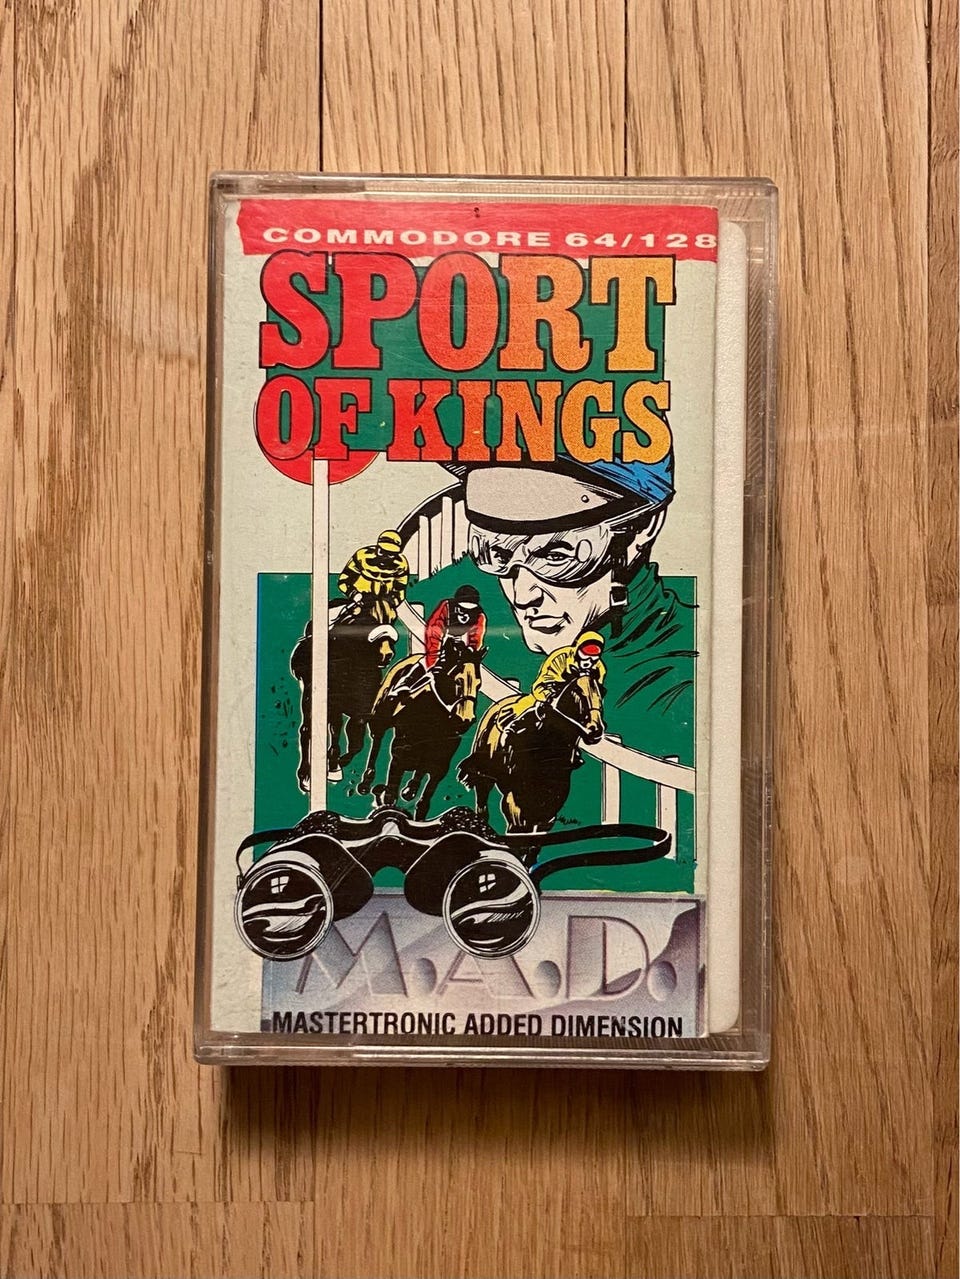 COMMODORE 64/128
SPORT
OF KINGS
M.A.D.
MASTERTRONIC ADDED DIMENSION